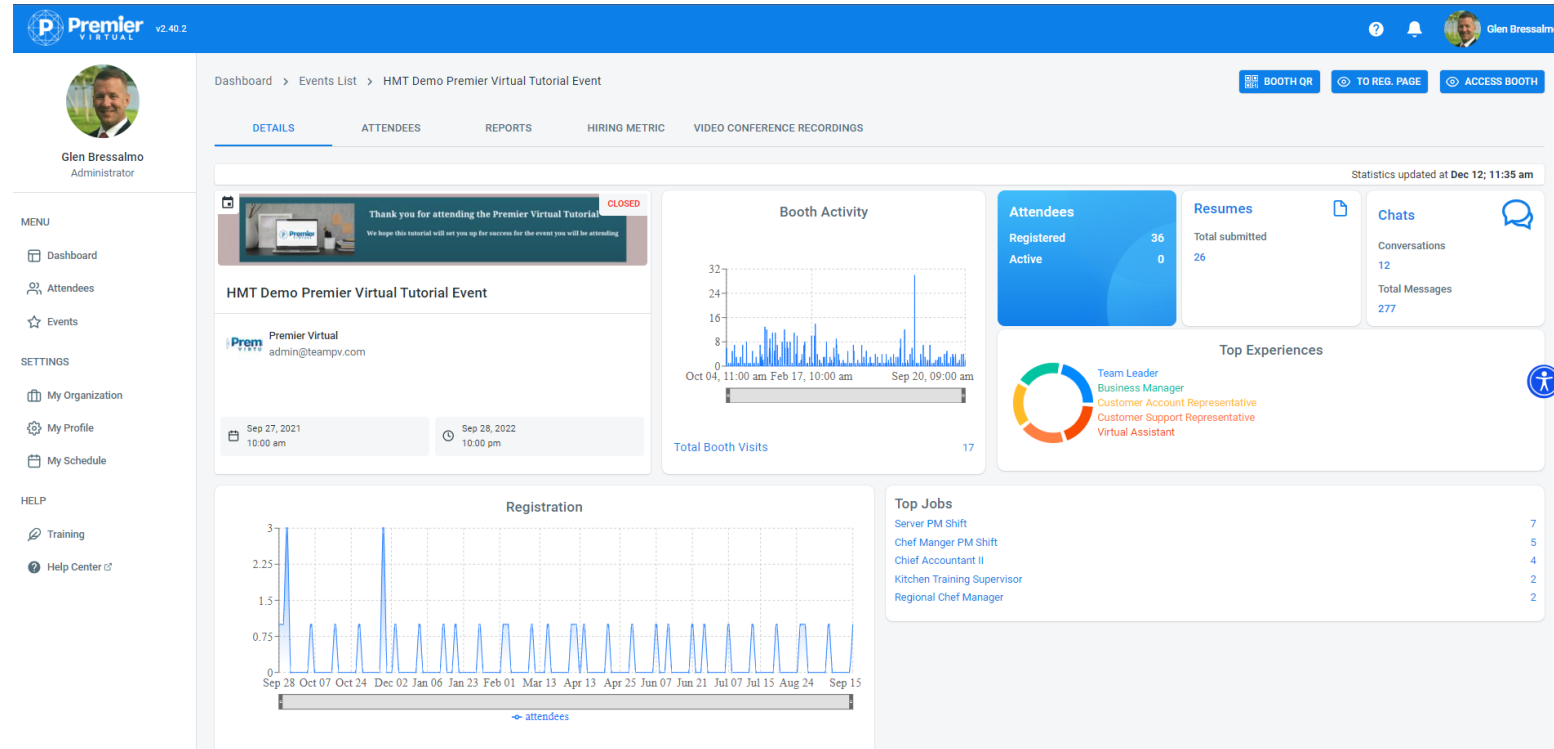 Premier
VIRTUAL
v2.40.2
Glen Bressalm
Glen Bressalmo
Administrator
MENU
Dashboard
Attendees
Events
SETTINGS
My Organization
My Profile
My Schedule
HELP
Training
Help Center
Dashboard > Events List > HMT Demo Premier Virtual Tutorial Event
BOOTH QR
TO REG. PAGE
ACCESS BOOTH
DETAILS
ATTENDEES
REPORTS
HIRING METRIC
VIDEO CONFERENCE RECORDINGS
Statistics updated at Dec 12; 11:35 am
CLOSED
Premier
Thank you for attending the Premier Virtual Tutorial
We hope this tutorial will set you up for success for the event you will be attending
HMT Demo Premier Virtual Tutorial Event
Prem
VIRTU
Premier Virtual
admin@teampv.com
Sep 27, 2021
10:00 am
Sep 28, 2022
10:00 pm
Booth Activity
32
24
16
8
0
Oct 04, 11:00 am Feb 17, 10:00 am Sep 20, 09:00 am
Total Booth Visits 17
Attendees
Registered 36
Active 0
Resumes
Total submitted
26
Chats
Conversations
12
Total Messages
277
Top Experiences
Team Leader
Business Manager
Customer Account Representative
Customer Support Representative
Virtual Assistant
Registration
3
2.25
1.5
0.75
0
Sep 28 Oct 07 Oct 24 Dec 02 Jan 06 Jan 23 Feb 01 Mar 13 Apr 13 Apr 25 Jun 07 Jun 21 Jul 07 Jul 15 Aug 24 Sep 15
attendees
Top Jobs
Server PM Shift 7
Chef Manger PM Shift 5
Chief Accountant II 4
Kitchen Training Supervisor 2
Regional Chef Manager 2